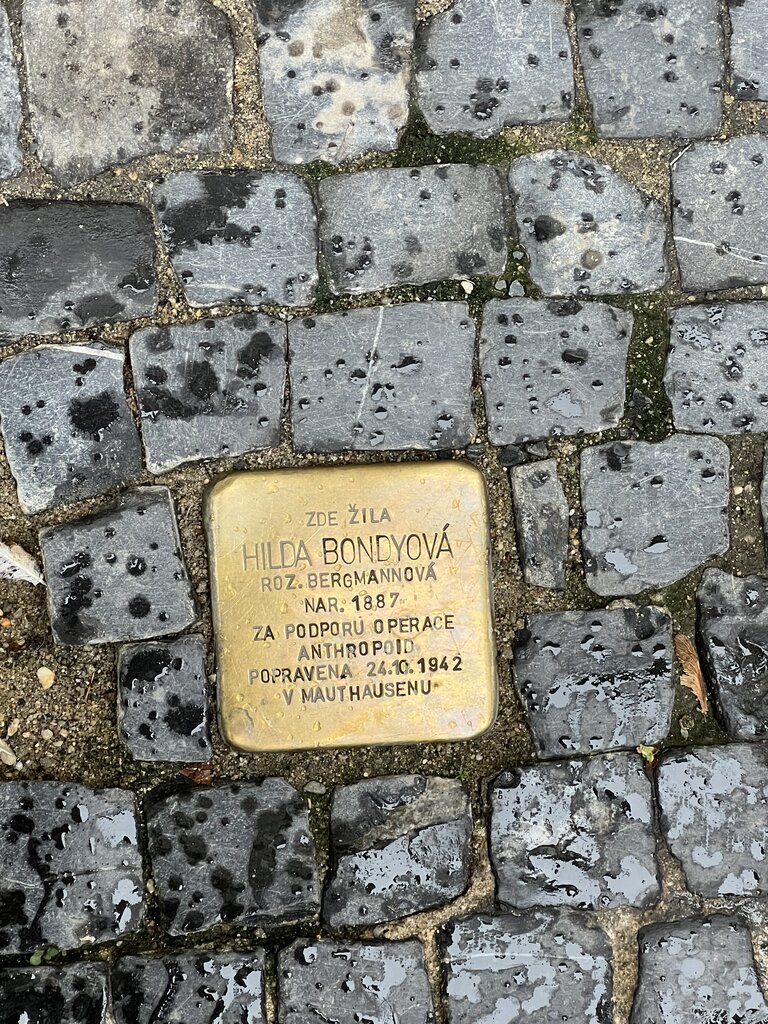 ZDE ŽILA
HILDA BONDYOVÁ
ROZ. BERGMANNOVÁ
NAR. 1887
ZA PODPORU OPERACE
ANTHROPOID
POPRAVENA 24.10.1942
V MAUTHAUSENU